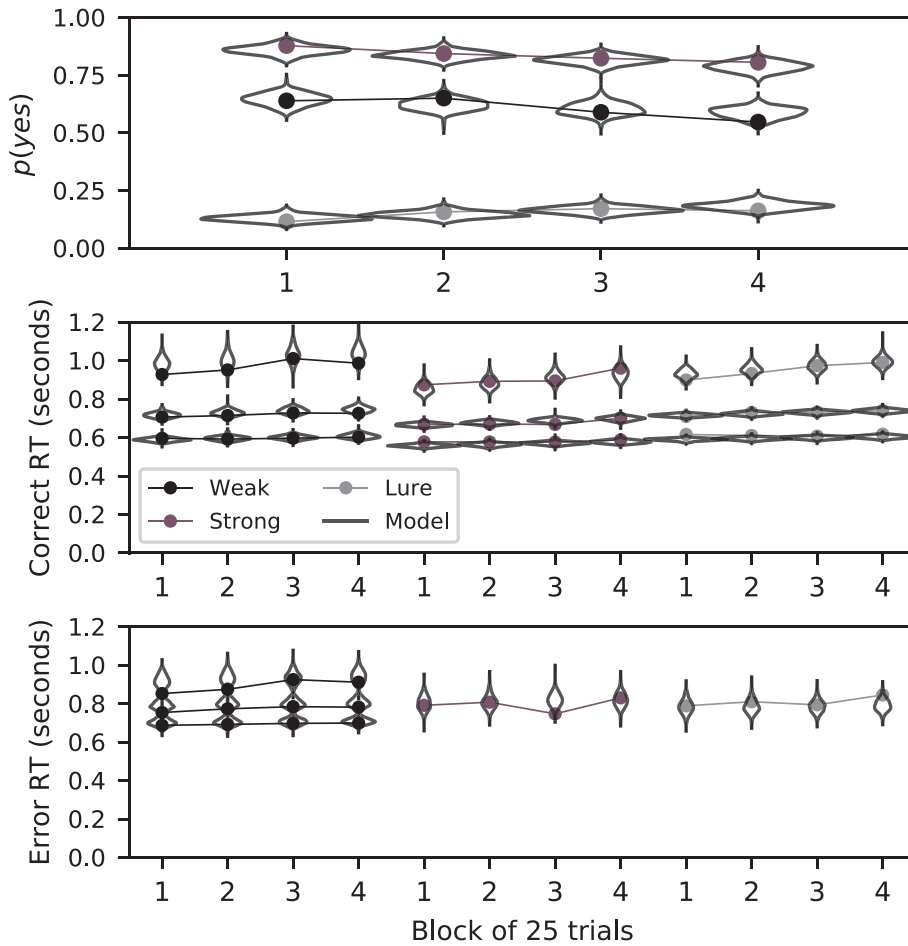 1.00
0.75
0.50
0.25
0.00
p(yes)
1 2 3 4
1.2
1.0
0.8
0.6
0.4
0.2
0.0
Correct RT (seconds)
Weak Lure
Strong Model
1 2 3 4 1 2 3 4 1 2 3 4
1.2
1.0
0.8
0.6
0.4
0.2
0.0
Error RT (seconds)
1 2 3 4 1 2 3 4 1 2 3 4
Block of 25 trials